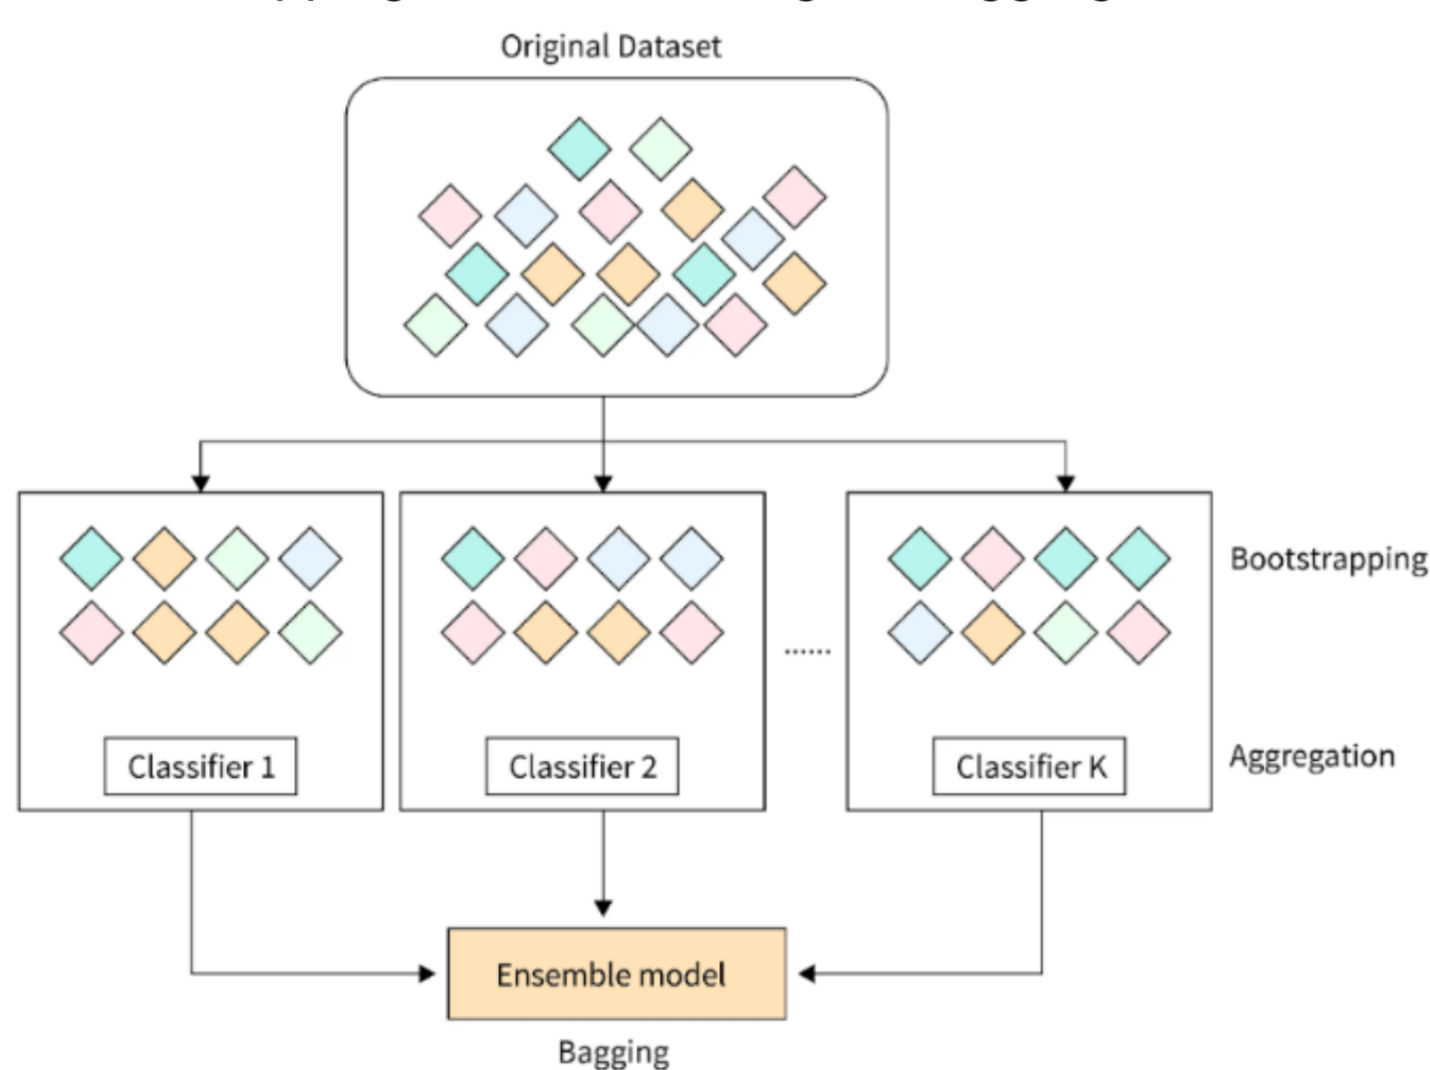 Original Dataset
Bootstrapping
......
Classifier 1
Classifier 2
Classifier K
Aggregation
Ensemble model
Bagging